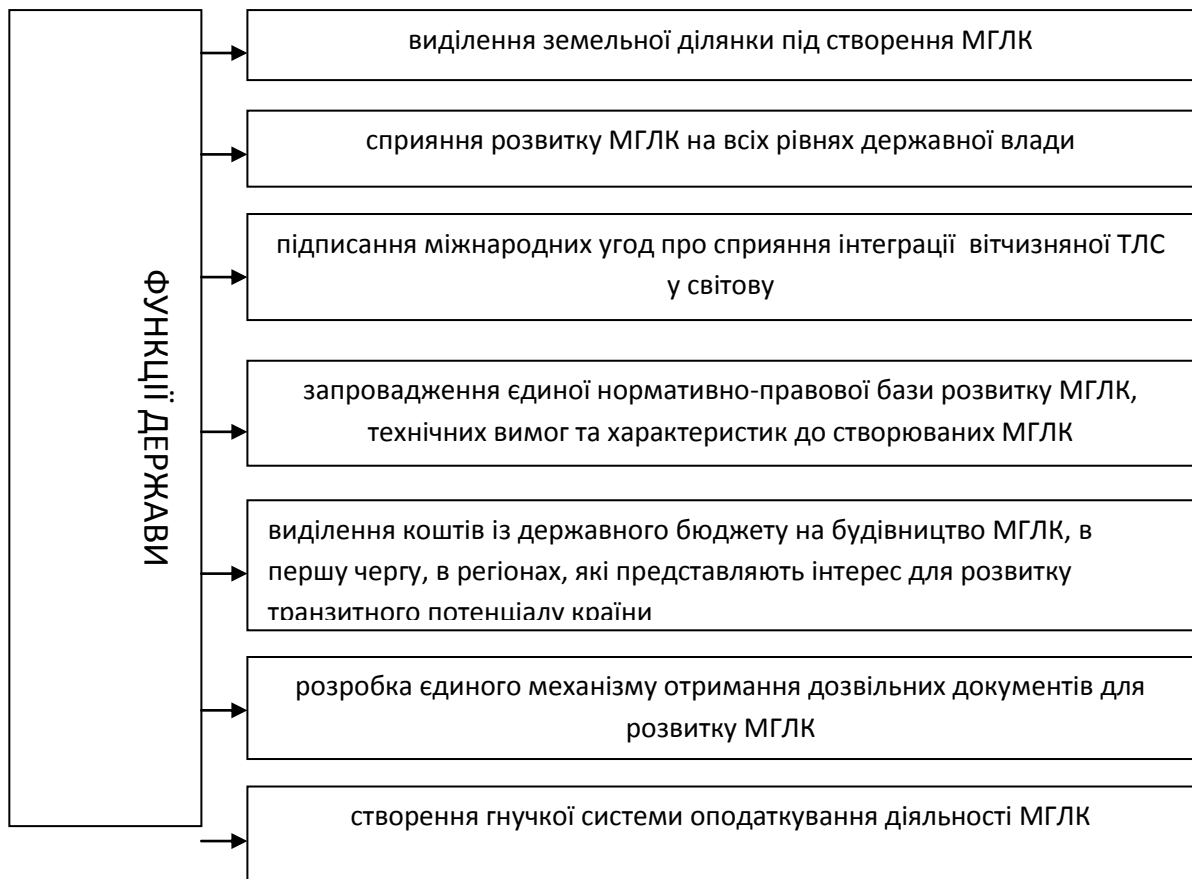 ФУНКЦІЇ ДЕРЖАВИ
виділення земельної ділянки під створення МГЛК
сприяння розвитку МГЛК на всіх рівнях державної влади
підписання міжнародних угод про сприяння інтеграції вітчизняної ТЛС
у світову
запровадження єдиної нормативно-правової бази розвитку МГЛК,
технічних вимог та характеристик до створюваних МГЛК
виділення коштів із державного бюджету на будівництво МГЛК, в
першу чергу, в регіонах, які представляють інтерес для розвитку
транзитного потенціалу країни
розробка єдиного механізму отримання дозвільних документів для
розвитку МГЛК
створення гнучкої системи оподаткування діяльності МГЛК